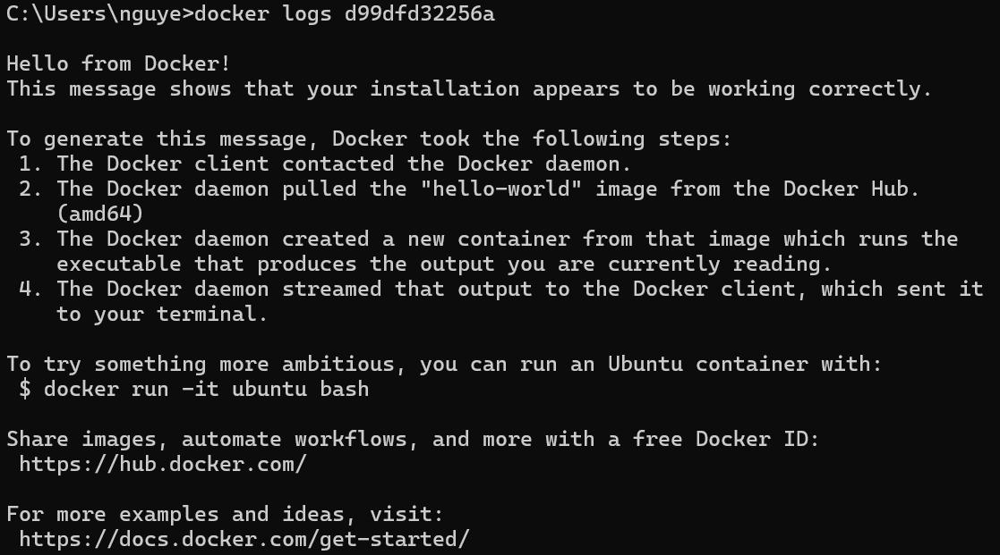 C:\Users\nguye>docker logs d99dfd32256a
Hello from Docker!
This message shows that your installation appears to be working correctly.
To generate this message, Docker took the following steps:
1. The Docker client contacted the Docker daemon.
2. The Docker daemon pulled the "hello-world" image from the Docker Hub.
(amd64)
3. The Docker daemon created a new container from that image which runs the
executable that produces the output you are currently reading.
4. The Docker daemon streamed that output to the Docker client, which sent it
to your terminal.
To try something more ambitious, you can run an Ubuntu container with:
$ docker run -it ubuntu bash
Share images, automate workflows, and more with a free Docker ID:
https://hub.docker.com/
For more examples and ideas, visit:
https://docs.docker.com/get-started/